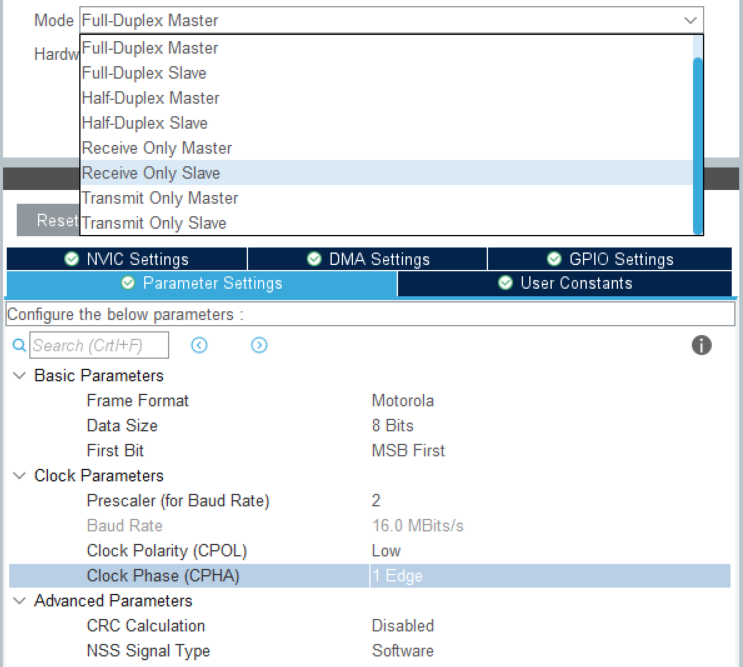 Mode Full-Duplex Master
Hardw Full-Duplex Master
Full-Duplex Slave
Half-Duplex Master
Half-Duplex Slave
Receive Only Master
Receive Only Slave
Transmit Only Master
Reset Transmit Only Slave
NVIC Settings DMA Settings GPIO Settings
Parameter Settings User Constants
Configure the below parameters :
Search (Crtl+F)
Basic Parameters
Frame Format Motorola
Data Size 8 Bits
First Bit MSB First
Clock Parameters
Prescaler (for Baud Rate) 2
Baud Rate 16.0 MBits/s
Clock Polarity (CPOL) Low
Clock Phase (CPHA) 1 Edge
Advanced Parameters
CRC Calculation Disabled
NSS Signal Type Software